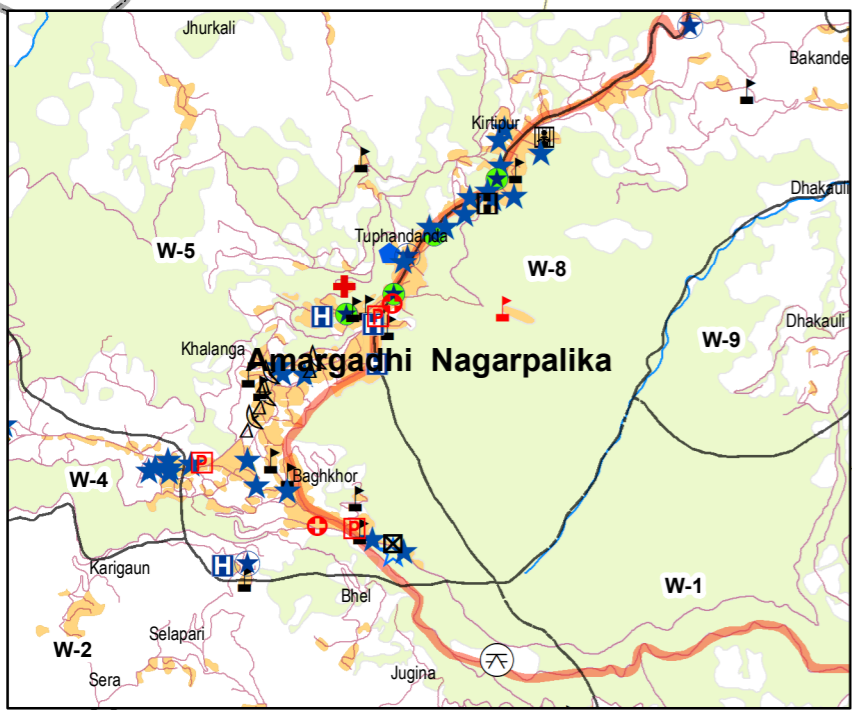 Jhurkali
Bakande
Kirtipur
Dhakauli
Tuphandanda
W-5
W-8
H
H
P
H
Dhakauli
W-9
Khalanga
Amargadhi Nagarpalika
H
P
W-4
Baghkhor
P
H
Karigaun
W-1
Bhel
Selapari
W-2
Jugina
Sera